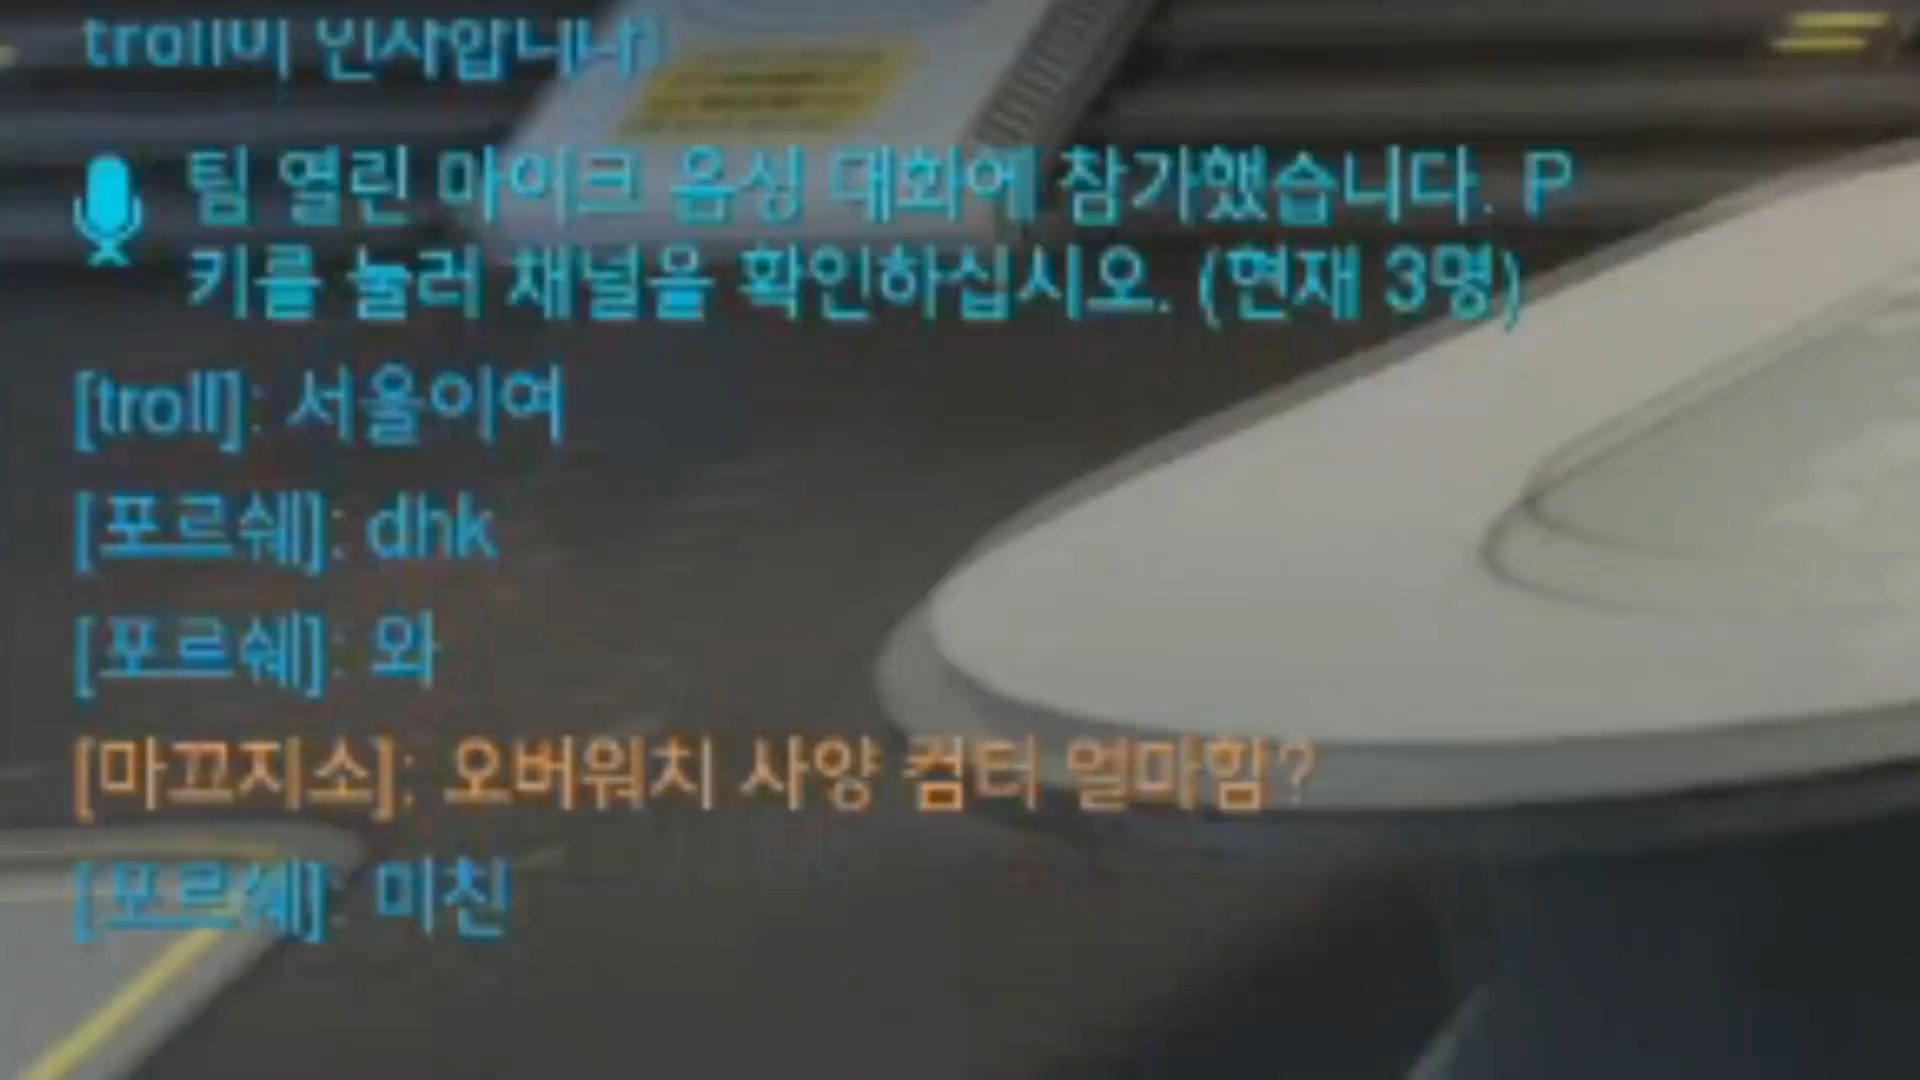 troll이 인사합니다!
팀 열린 마이크 음성 대화에 참가했습니다. P
키를 눌러 채널을 확인하십시오. (현재 3명)
[troll]: 서울이여
[포르쉐]: dhk
[포르쉐]: 와
[마끄지소]: 오버워치 사양 컴터 얼마함?
[포르쉐]: 미친